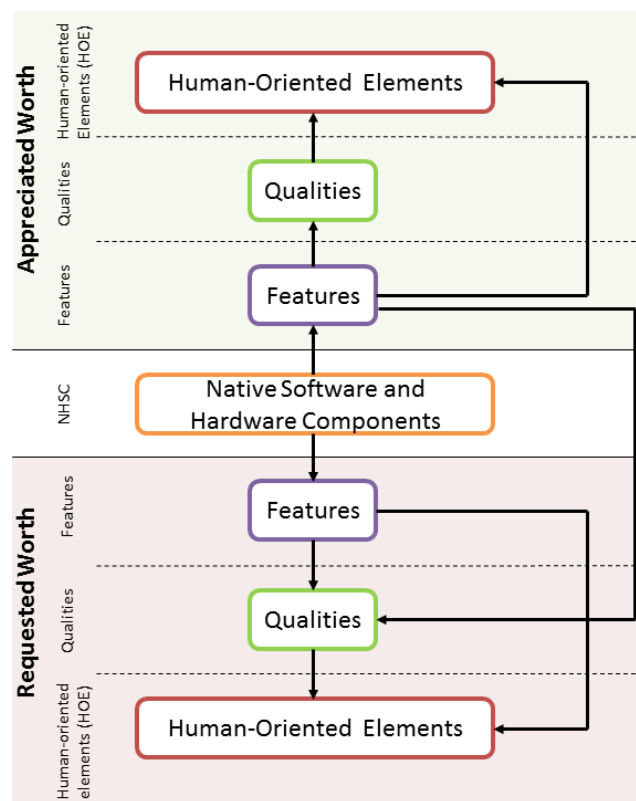 Appreciated Worth
Human-oriented
Elements (HOE)
Human-Oriented Elements
Qualities
Qualities
Features
Features
NHSC
Native Software and
Hardware Components
Requested Worth
Features
Features
Qualities
Qualities
Human-oriented
elements (HOE)
Human-Oriented Elements